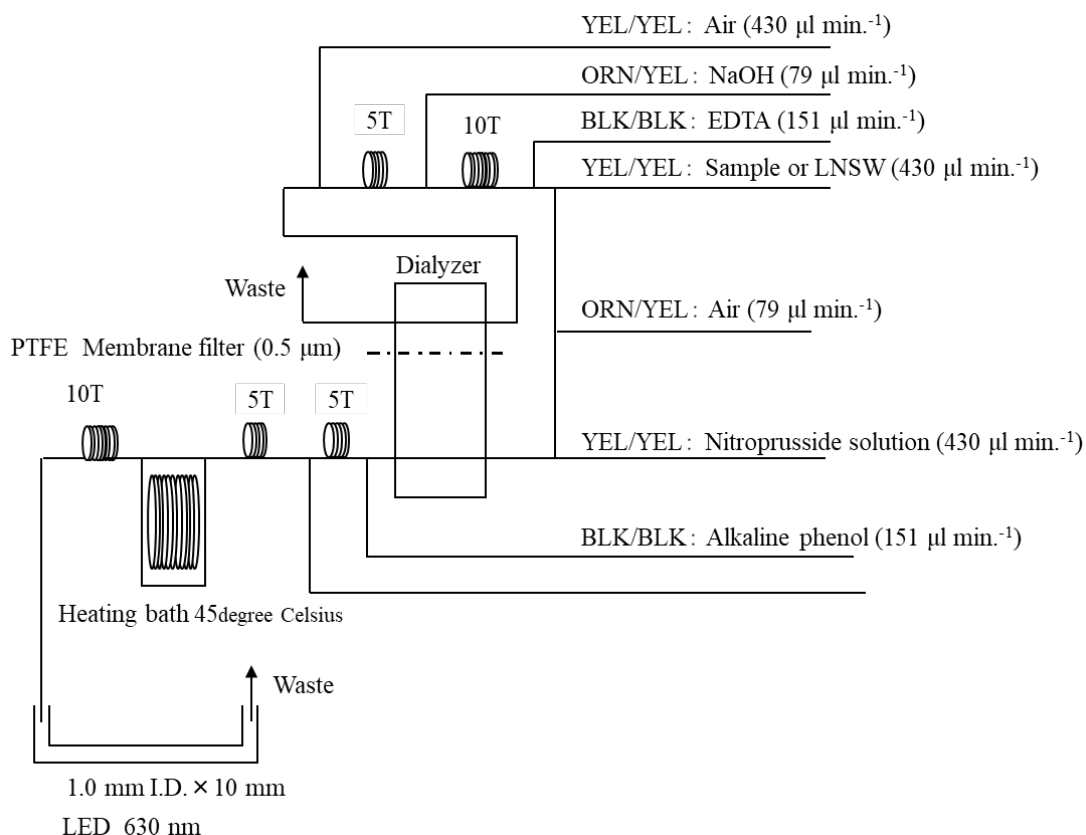 YEL/YEL: Air (430 μl min.⁻¹)
ORN/YEL: NaOH (79 μl min.⁻¹)
5T
10T
BLK/BLK: EDTA (151 μl min.⁻¹)
YEL/YEL: Sample or LNSW (430 μl min.⁻¹)
Dialyzer
Waste
ORN/YEL: Air (79 μl min.⁻¹)
PTFE Membrane filter (0.5 μm)
10T
5T
5T
YEL/YEL: Nitroprusside solution (430 μl min.⁻¹)
BLK/BLK: Alkaline phenol (151 μl min.⁻¹)
Heating bath 45degree Celsius
Waste
1.0 mm I.D. × 10 mm
LED 630 nm